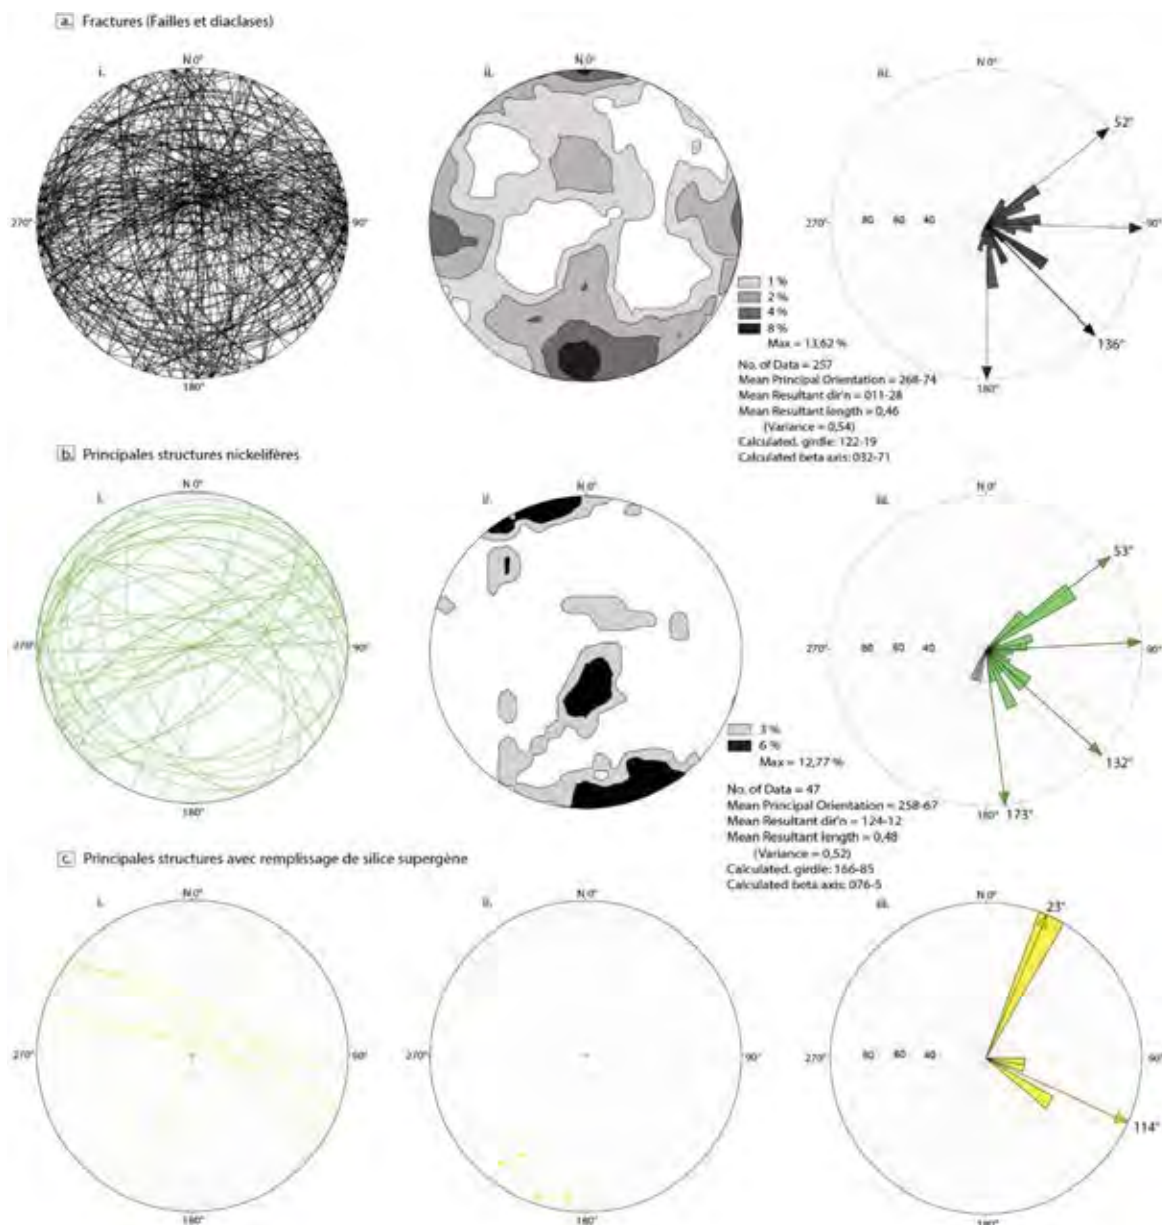 a. Fractures (Failles et diaclases)
i.
N 0°
270°
90°
180°
ii.
N 0°
1 %
2 %
4 %
8 %
Max = 13,62 %
No. of Data = 257
Mean Principal Orientation = 268-74
Mean Resultant dir'n = 011-28
Mean Resultant length = 0,46
(Variance = 0,54)
Calculated. girdle: 122-19
Calculated beta axis: 032-71
iii.
N 0°
52°
270°
80 60 40
90°
136°
180°
b. Principales structures nickelifères
i.
N 0°
270°
90°
180°
ii.
N 0°
3 %
6 %
Max = 12,77 %
No. of Data = 47
Mean Principal Orientation = 258-67
Mean Resultant dir'n = 124-12
Mean Resultant length = 0,48
(Variance = 0,52)
Calculated. girdle: 166-85
Calculated beta axis: 076-5
iii.
N 0°
53°
270°
80 60 40
90°
132°
180°
173°
c. Principales structures avec remplissage de silice supergène
i.
N 0°
270°
90°
180°
ii.
N 0°
270°
90°
180°
iii.
N 0°
23°
270°
80 60 40
90°
114°
180°